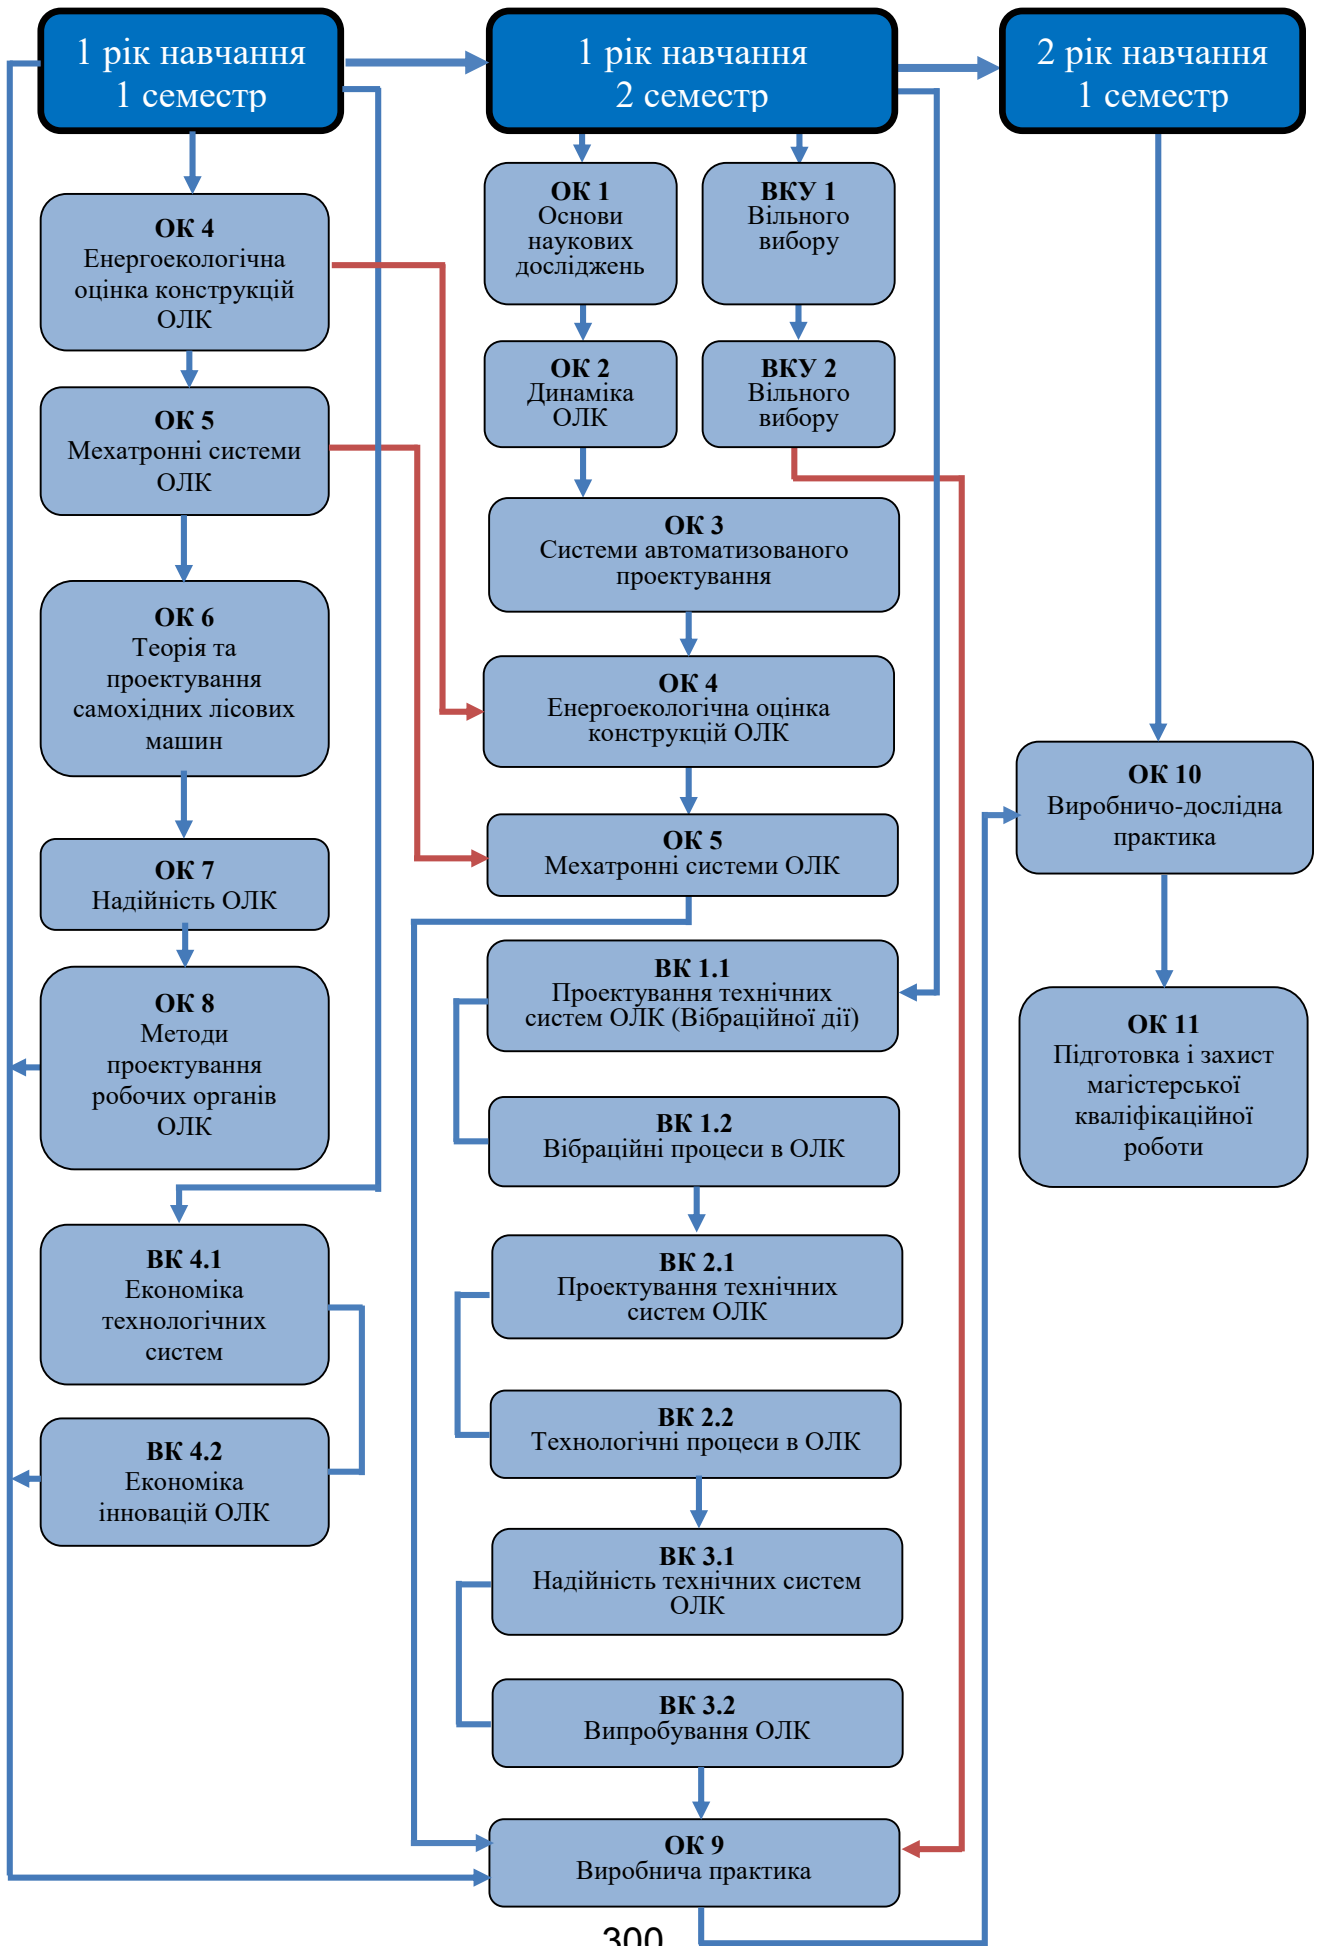 1 рік навчання
1 семестр
1 рік навчання
2 семестр
2 рік навчання
1 семестр
ОК 4
Енергоекологічна
оцінка конструкцій
ОЛК
ОК 5
Мехатронні системи
ОЛК
ОК 6
Теорія та
проектування
самохідних лісових
машин
ОК 7
Надійність ОЛК
ОК 8
Методи
проектування
робочих органів
ОЛК
ВК 4.1
Економіка
технологічних
систем
ВК 4.2
Економіка
інновацій ОЛК
ОК 1
Основи
наукових
досліджень
ВКУ 1
Вільного
вибору
ОК 2
Динаміка
ОЛК
ВКУ 2
Вільного
вибору
ОК 3
Системи автоматизованого
проектування
ОК 4
Енергоекологічна оцінка
конструкцій ОЛК
ОК 5
Мехатронні системи ОЛК
ВК 1.1
Проектування технічних
систем ОЛК (Вібраційної дії)
ВК 1.2
Вібраційні процеси в ОЛК
ВК 2.1
Проектування технічних
систем ОЛК
ВК 2.2
Технологічні процеси в ОЛК
ВК 3.1
Надійність технічних систем
ОЛК
ВК 3.2
Випробування ОЛК
ОК 9
Виробнича практика
ОК 10
Виробничо-дослідна
практика
ОК 11
Підготовка і захист
магістерської
кваліфікаційної
роботи
300